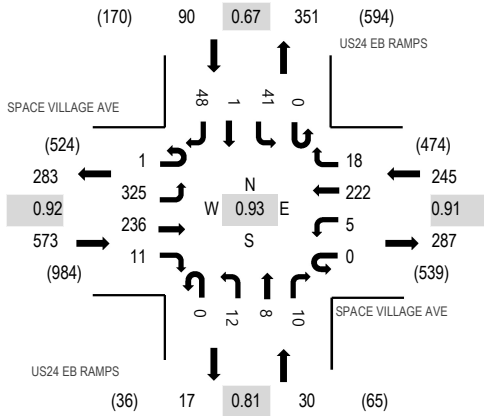 (170) 90 0.67 351 (594)
US24 EB RAMPS
48 1 41 0
SPACE VILLAGE AVE
(524) (474)
1 18
283 245
325 222
N
0.92 W 0.93 E 0.91
236 5
573 287
S
11 0
(984) (539)
0 12 8 10
SPACE VILLAGE AVE
US24 EB RAMPS
(36) 17 0.81 30 (65)